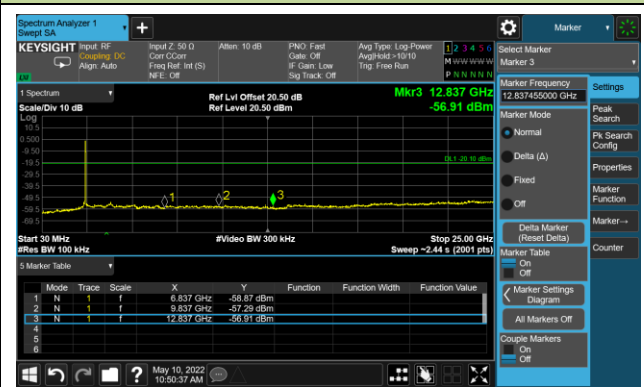 Spectrum Analyzer 1
Swept SA
+
Marker
KEYSIGHT
Input: RF
Coupling: DC
Align: Auto
Input Z: 50 Ω
Corr CCorr
Freq Ref: Int (S)
NFE: Off
Atten: 10 dB
PNO: Fast
Gate: Off
IF Gain: Low
Sig Track: Off
Avg Type: Log-Power
Avg|Hold:>10/10
Trig: Free Run
1 2 3 4 5 6
M W W W W W
P N N N N N
LV
Select Marker
Marker 3
1 Spectrum
Scale/Div 10 dB
Ref Lvl Offset 20.50 dB
Ref Level 20.50 dBm
Mkr3 12.837 GHz
-56.91 dBm
Log
10.5
0.500
-9.50
-19.5
-29.5
-39.5
-49.5
-59.5
-69.5
DL1 -20.10 dBm
1
2
3
Start 30 MHz
#Res BW 100 kHz
#Video BW 300 kHz
Stop 25.00 GHz
Sweep ~2.44 s (2001 pts)
5 Marker Table
Mode Trace Scale X Y Function Function Width Function Value
1 N 1 f 6.837 GHz -58.87 dBm
2 N 1 f 9.837 GHz -57.29 dBm
3 N 1 f 12.837 GHz -56.91 dBm
4
5
6
Marker Frequency
12.837455000 GHz
Marker Mode
Normal
Delta (Δ)
Fixed
Off
Delta Marker
(Reset Delta)
Marker Table
On
Off
Marker Settings
Diagram
All Markers Off
Couple Markers
On
Off
Settings
Peak
Search
Pk Search
Config
Properties
Marker
Function
Marker→
Counter
?
May 10, 2022
10:50:37 AM